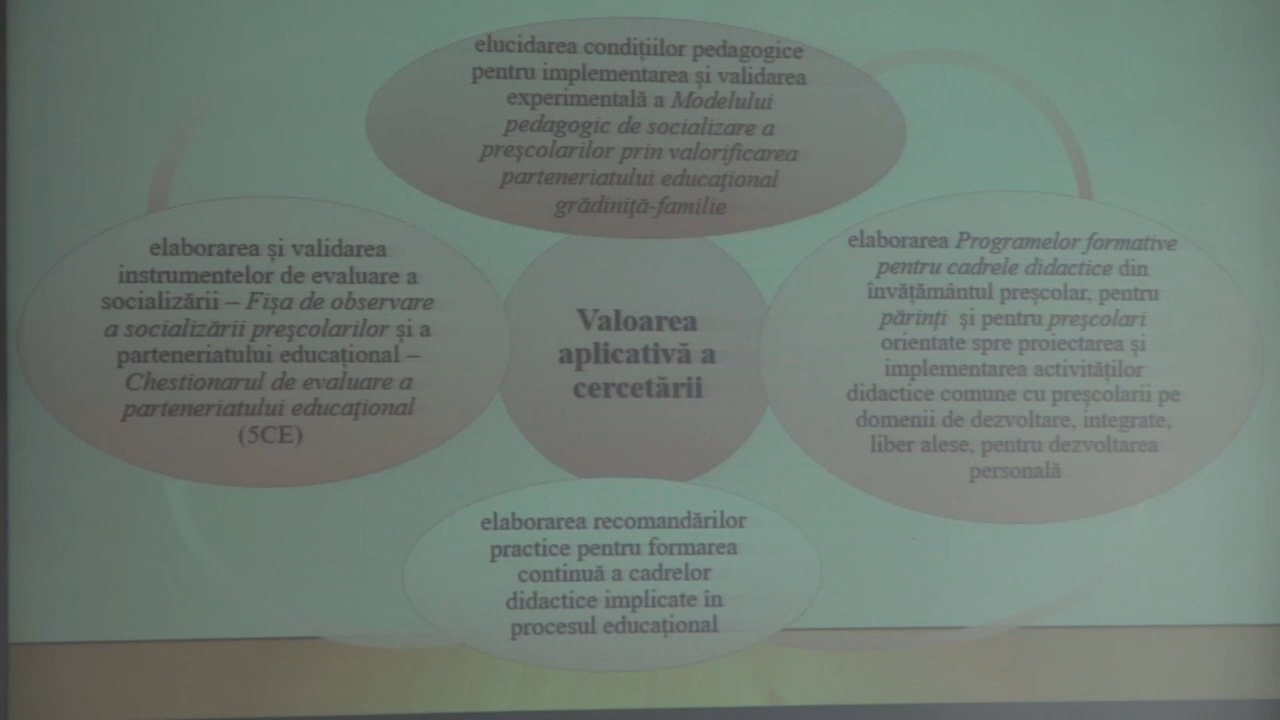 elucidarea condițiilor pedagogice
pentru implementarea și validarea
experimentală a Modelului
pedagogic de socializare a
preșcolarilor prin valorificarea
parteneriatului educațional
grădiniță-familie
elaborarea și validarea
instrumentelor de evaluare a
socializării – Fișa de observare
a socializării preșcolarilor și a
parteneriatului educațional –
Chestionarul de evaluare a
parteneriatului educațional
(5CE)
Valoarea
aplicativă a
cercetării
elaborarea Programelor formative
pentru cadrele didactice din
învățământul preșcolar, pentru
părinți și pentru preșcolari
orientate spre proiectarea și
implementarea activităților
didactice comune cu preșcolarii pe
domenii de dezvoltare, integrate,
liber alese, pentru dezvoltarea
personală
elaborarea recomandărilor
practice pentru formarea
continuă a cadrelor
didactice implicate în
procesul educațional